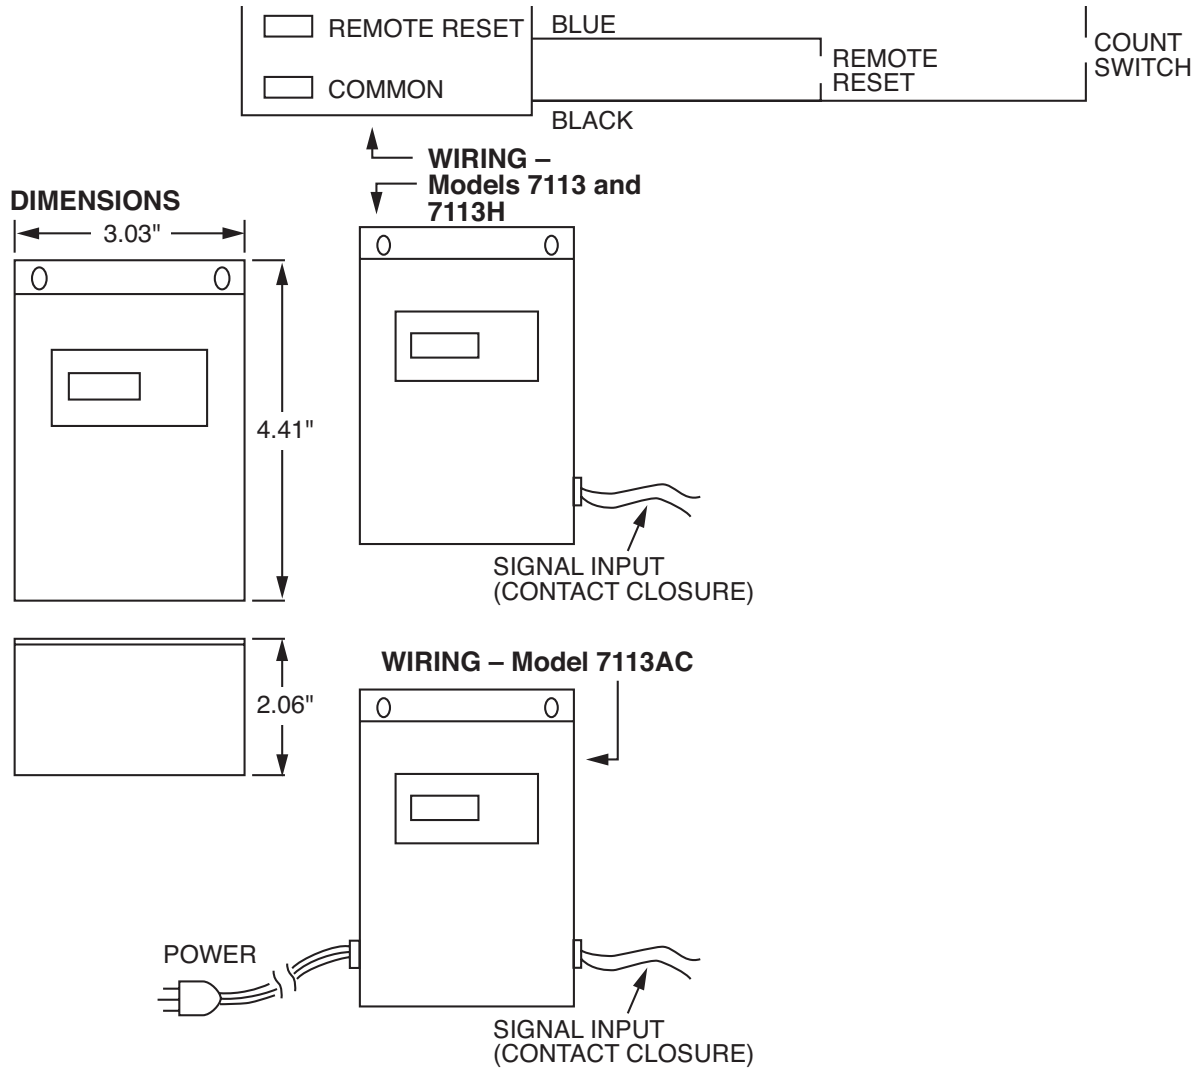 REMOTE RESET
BLUE
COUNT
SWITCH
REMOTE
RESET
COMMON
BLACK
WIRING –
Models 7113 and
7113H
DIMENSIONS
3.03"
4.41"
SIGNAL INPUT
(CONTACT CLOSURE)
WIRING – Model 7113AC
2.06"
POWER
SIGNAL INPUT
(CONTACT CLOSURE)